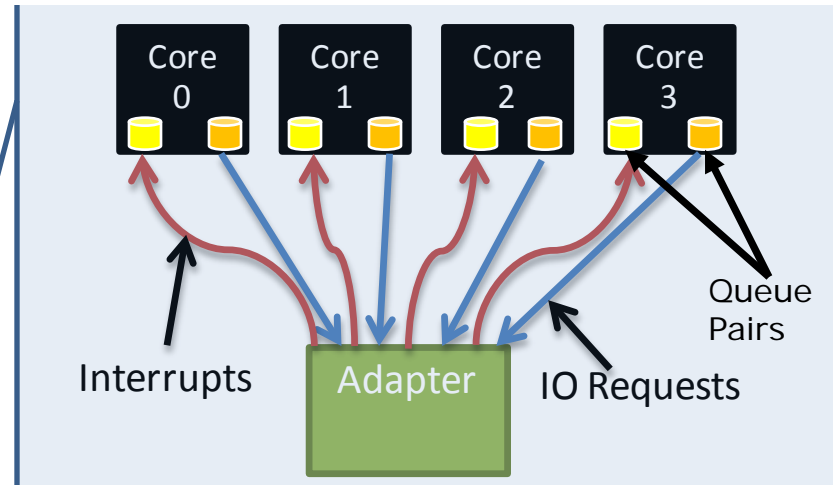 Core
0
Core
1
Core
2
Core
3
Queue
Pairs
Interrupts
Adapter
IO Requests